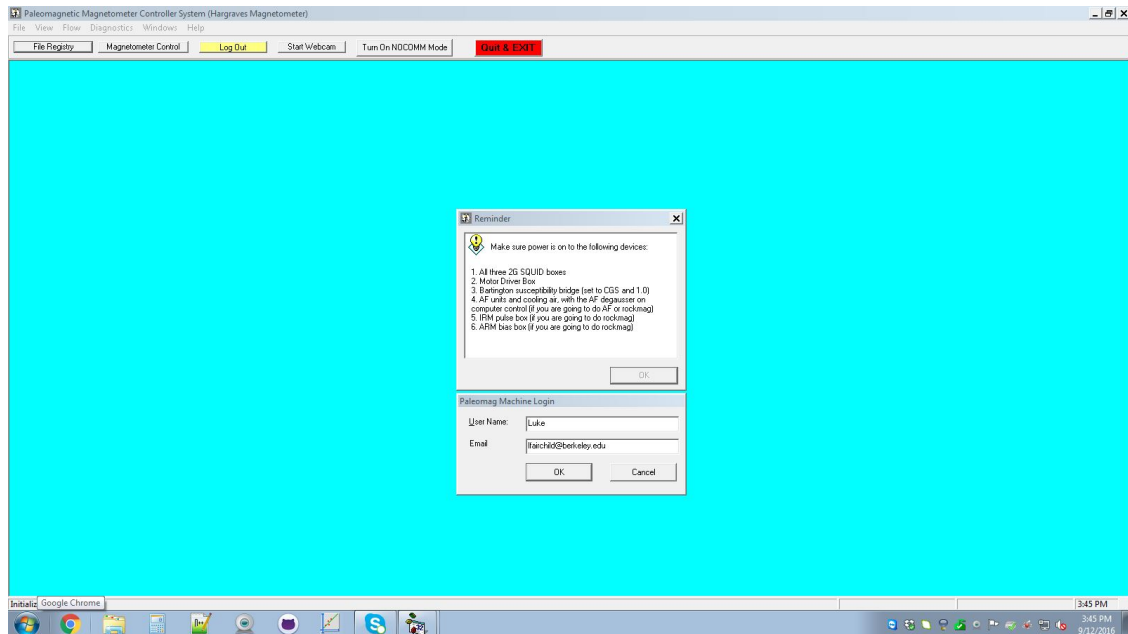 Paleomagnetic Magnetometer Controller System (Hargraves Magnetometer)
File View Flow Diagnostics Windows Help
File Registry Magnetometer Control Log Out Start Webcam Turn On NOCOMM Mode Quit & EXIT
Reminder
Make sure power is on to the following devices:
1. All three 2G SQUID boxes
2. Motor Driver Box
3. Bartington susceptibility bridge (set to CGS and 1.0)
4. AF units and cooling air, with the AF degausser on
computer control (if you are going to do AF or rockmag)
5. IRM pulse box (if you are going to do rockmag)
6. ARM bias box (if you are going to do rockmag)
OK
Paleomag Machine Login
User Name: Luke
Email lfairchild@berkeley.edu
OK Cancel
Initializ Google Chrome 3:45 PM
3:45 PM
9/12/2016